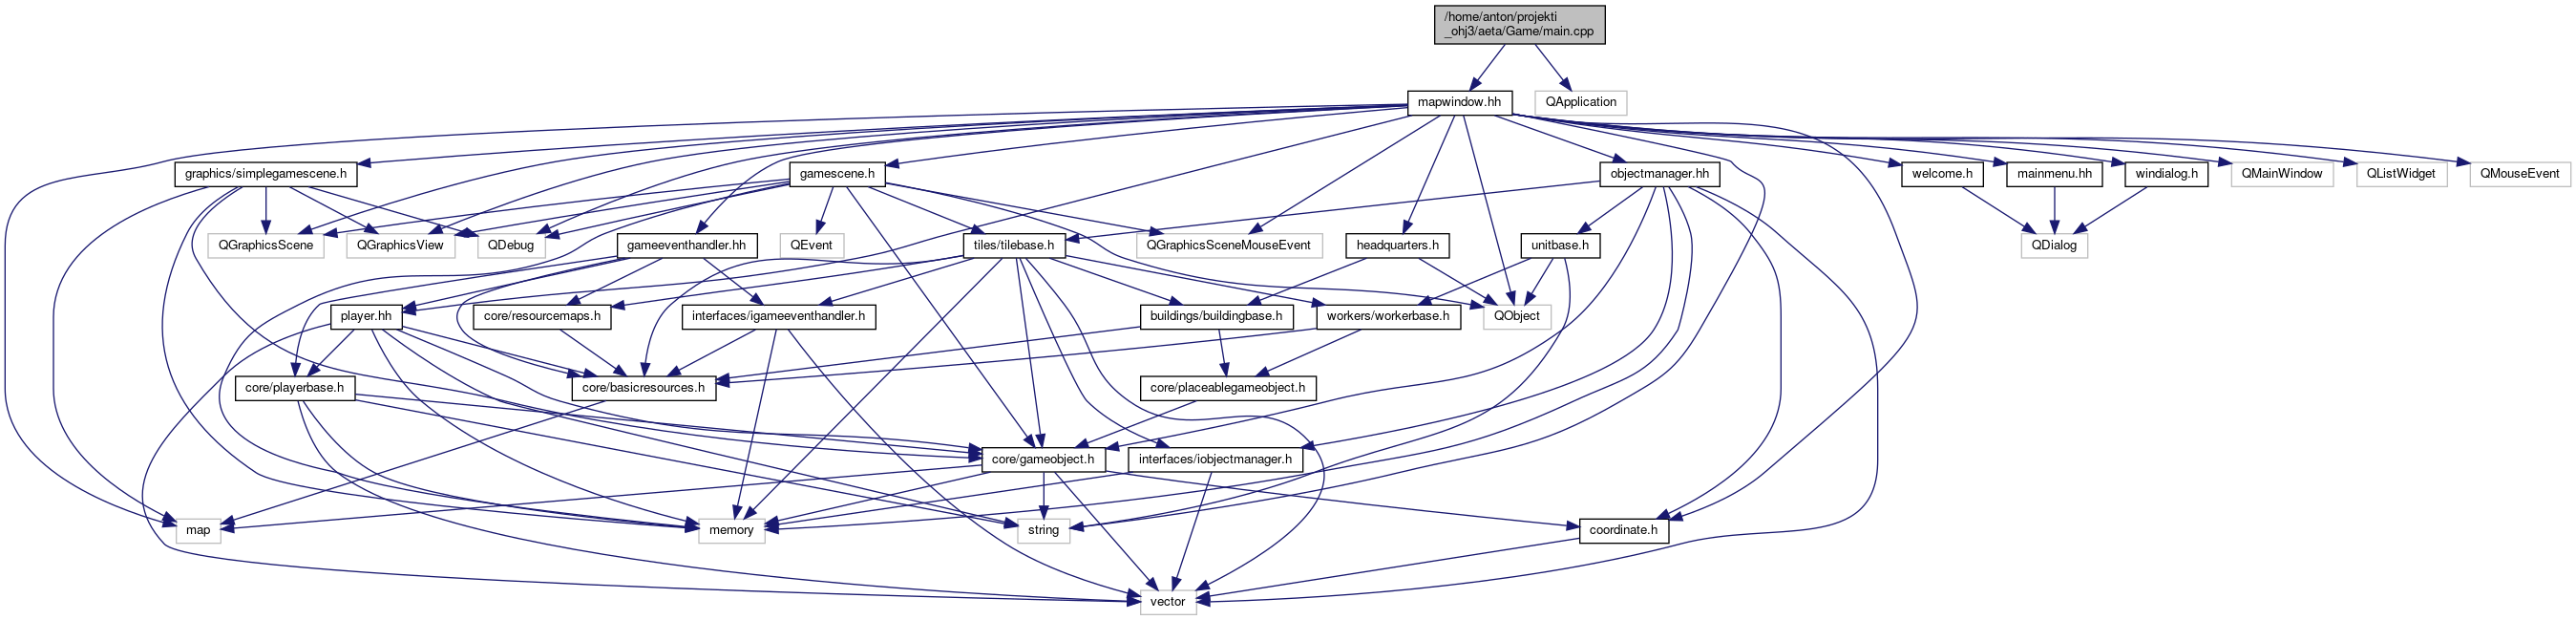 /home/anton/projekti
_ohj3/aeta/Game/main.cpp
mapwindow.hh
QApplication
graphics/simplegamescene.h
gamescene.h
objectmanager.hh
welcome.h
mainmenu.hh
windialog.h
QMainWindow
QListWidget
QMouseEvent
QGraphicsScene
QGraphicsView
QDebug
gameeventhandler.hh
QEvent
tiles/tilebase.h
QGraphicsSceneMouseEvent
headquarters.h
unitbase.h
QDialog
player.hh
core/resourcemaps.h
interfaces/igameeventhandler.h
buildings/buildingbase.h
workers/workerbase.h
QObject
core/playerbase.h
core/basicresources.h
core/placeablegameobject.h
core/gameobject.h
interfaces/iobjectmanager.h
map
memory
string
coordinate.h
vector